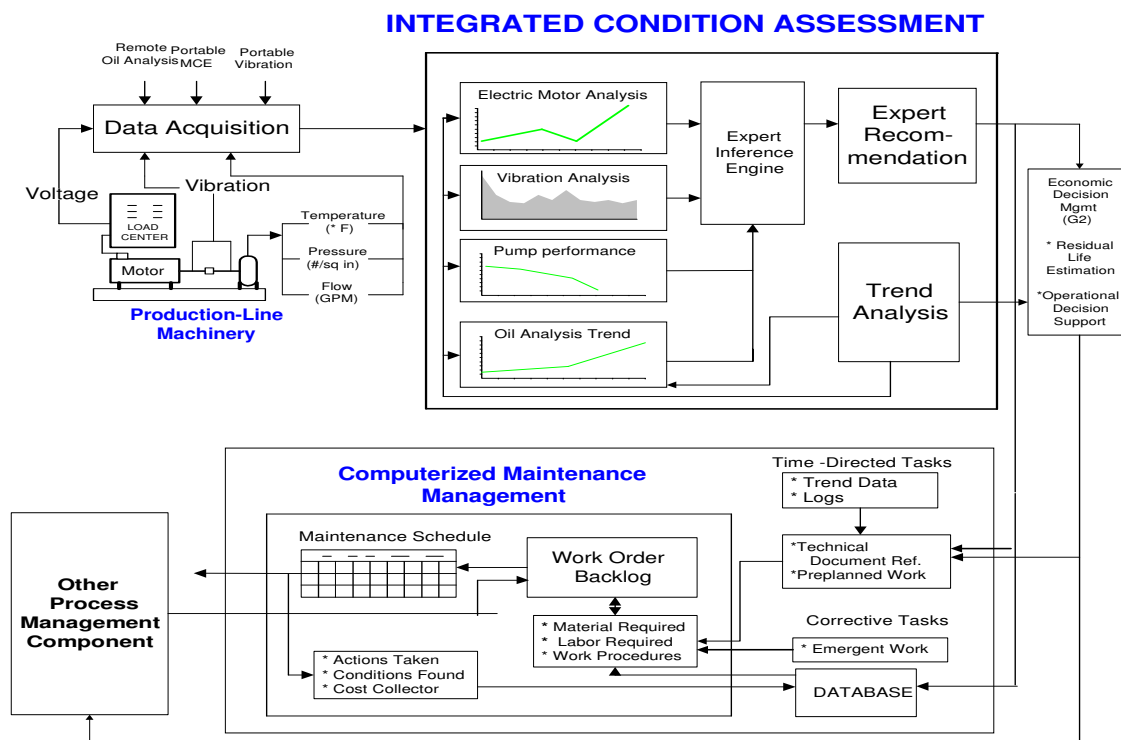 INTEGRATED CONDITION ASSESSMENT
Remote
Oil Analysis
Portable
MCE
Portable
Vibration
Data Acquisition
Voltage
Vibration
LOAD
CENTER
Motor
Temperature
(* F)
Pressure
(#/sq in)
Flow
(GPM)
Production-Line
Machinery
Electric Motor Analysis
Vibration Analysis
Pump performance
Oil Analysis Trend
Expert
Inference
Engine
Expert
Recom-
mendation
Trend
Analysis
Economic
Decision
Mgmt
(G2)
* Residual
Life
Estimation
*Operational
Decision
Support
Computerized Maintenance
Management
Time -Directed Tasks
* Trend Data
* Logs
*Technical
Document Ref.
*Preplanned Work
Corrective Tasks
* Emergent Work
DATABASE
Maintenance Schedule
Work Order
Backlog
* Material Required
* Labor Required
* Work Procedures
* Actions Taken
* Conditions Found
* Cost Collector
Other
Process
Management
Component